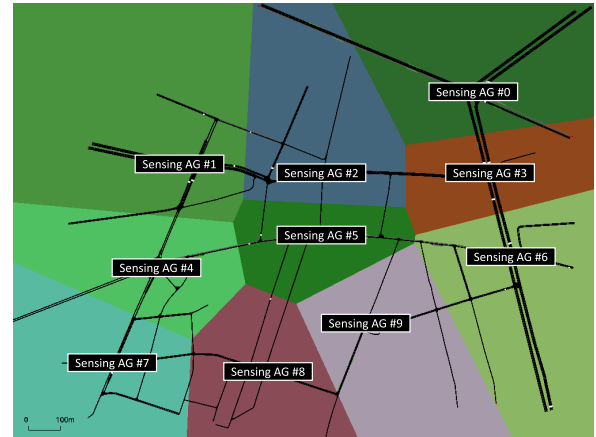 Sensing AG #0
Sensing AG #1
Sensing AG #2
Sensing AG #3
Sensing AG #5
Sensing AG #6
Sensing AG #4
Sensing AG #9
Sensing AG #7
Sensing AG #8
0 100m